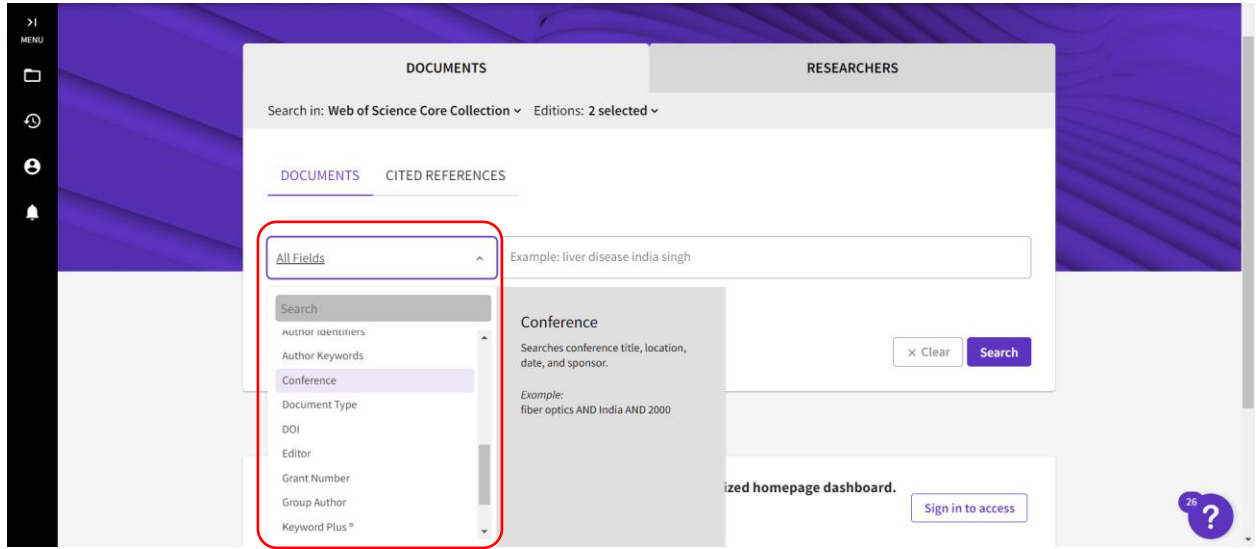 MENU
DOCUMENTS
RESEARCHERS
Search in: Web of Science Core Collection Editions: 2 selected
DOCUMENTS
CITED REFERENCES
All Fields
Example: liver disease india singh
Search
Author Identifiers
Author Keywords
Conference
Document Type
DOI
Editor
Grant Number
Group Author
Keyword Plus ®
Conference
Searches conference title, location,
date, and sponsor.
Example:
fiber optics AND India AND 2000
× Clear
Search
ized homepage dashboard.
Sign in to access
26
?